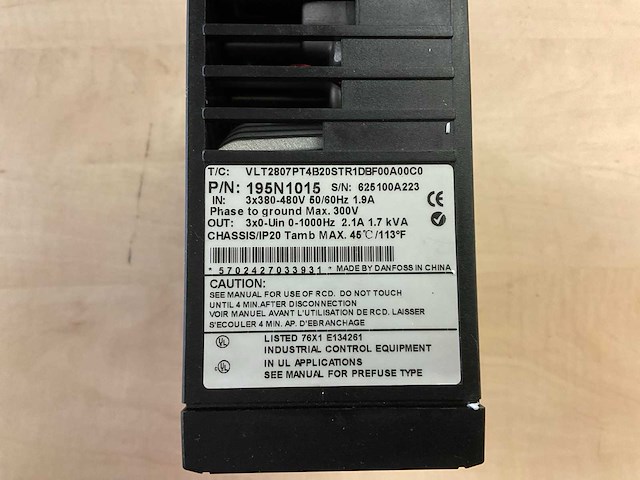 T/C: VLT2807PT4B20STR1DBF00A00C0
P/N: 195N1015 S/N: 625100A223
IN: 3x380-480V 50/60Hz 1.9A
Phase to ground Max. 300V
OUT: 3x0-Uin 0-1000Hz 2.1A 1.7 kVA
CHASSIS/IP20 Tamb MAX. 45℃/113°F
CE
* 5702427033931 * MADE BY DANFOSS IN CHINA
CAUTION:
SEE MANUAL FOR USE OF RCD. DO NOT TOUCH
UNTIL 4 MIN.AFTER DISCONNECTION
VOIR MANUEL AVANT L'UTILISATION DE RCD. LAISSER
S'ECOULER 4 MIN. AP. D'EBRANCHAGE
UL LISTED 76X1 E134261
INDUSTRIAL CONTROL EQUIPMENT
c UL IN UL APPLICATIONS
SEE MANUAL FOR PREFUSE TYPE